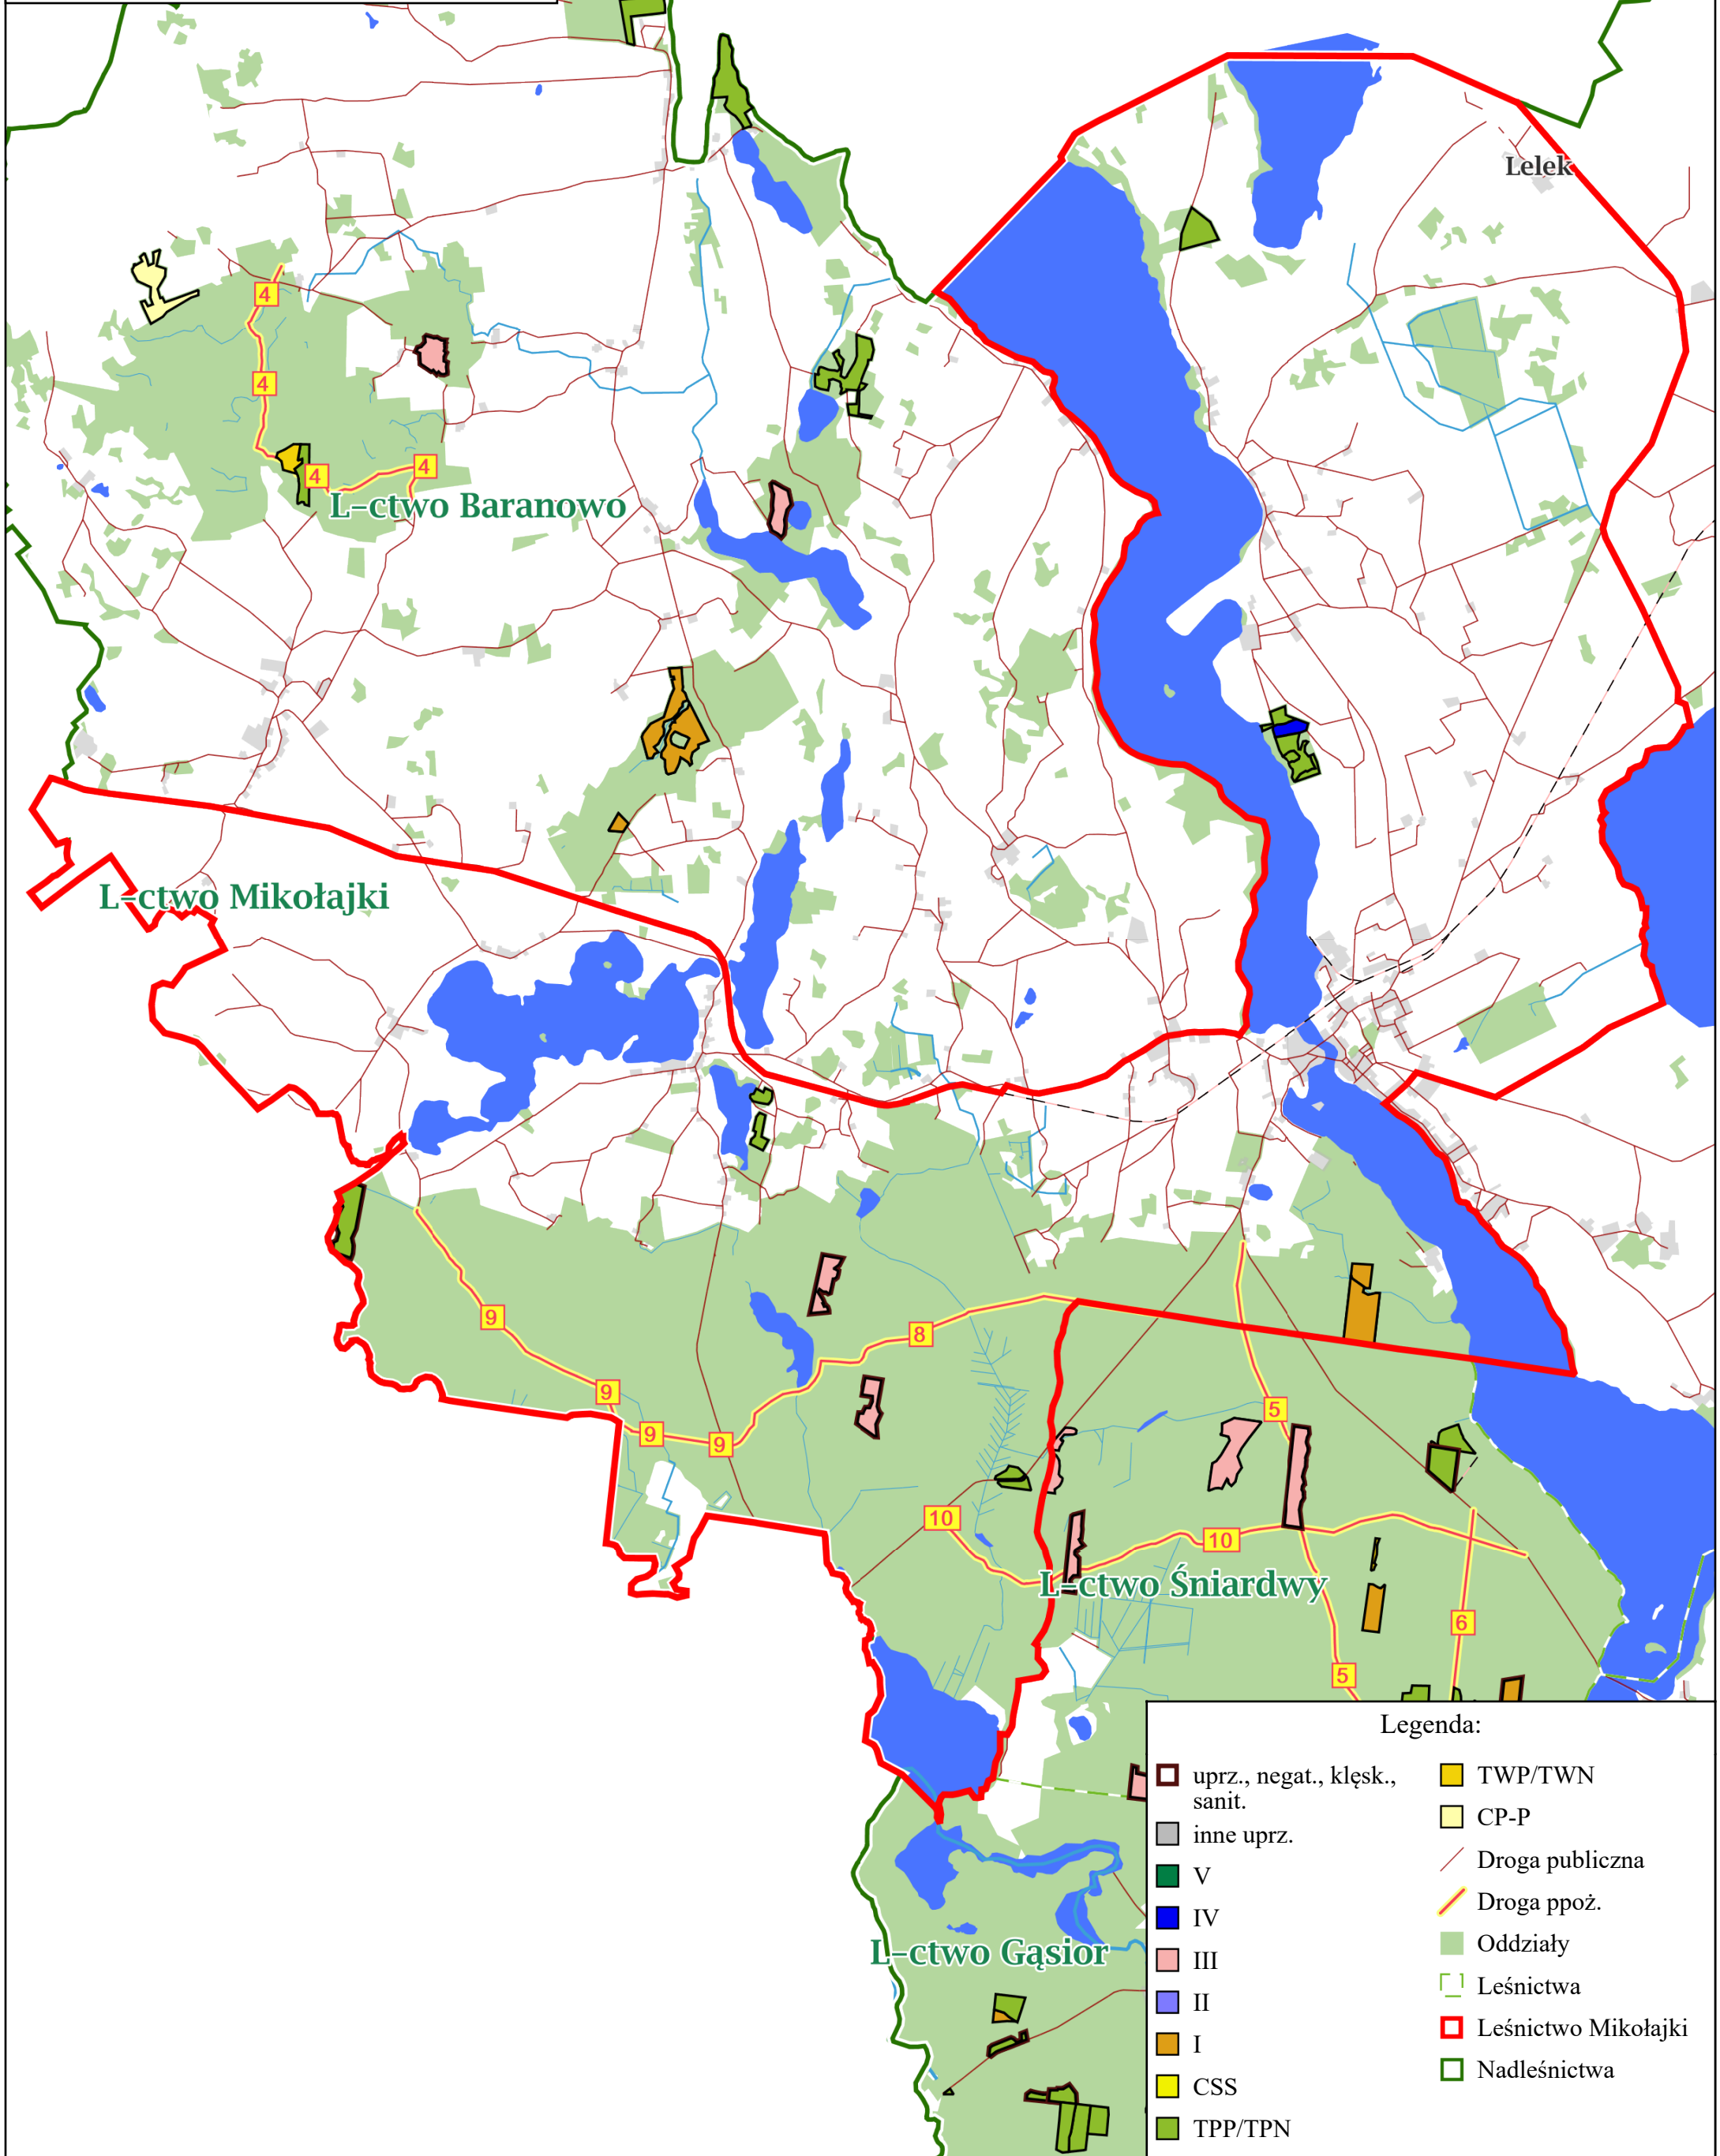 Lelek
4
4
4
4
L-ctwo Baranowo
L-ctwo Mikołajki
9
8
9
5
9
9
10
10
L-ctwo Śniardwy
6
5
L-ctwo Gąsior
Legenda:
uprz., negat., klęsk.,
sanit.
inne uprz.
V
IV
III
II
I
CSS
TPP/TPN
TWP/TWN
CP-P
Droga publiczna
Droga ppoż.
Oddziały
Leśnictwa
Leśnictwo Mikołajki
Nadleśnictwa